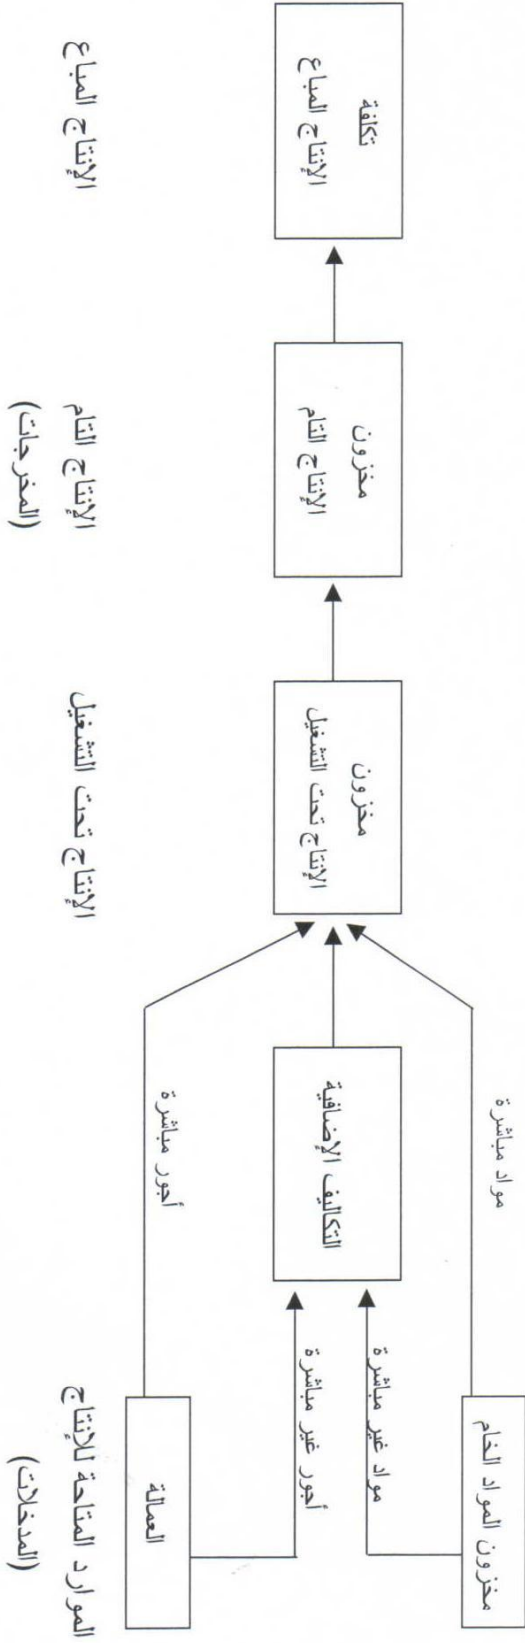 مخزون المواد الخام
مواد مباشرة
مواد غير مباشرة
أجور غير مباشرة
التكاليف الإضافية
العمالة
أجور مباشرة
مخزون
الإنتاج تحت التشغيل
مخزون
الإنتاج التام
تكلفة
الإنتاج المباع
الموارد المتاحة للإنتاج
(المدخلات)
الإنتاج تحت التشغيل
الإنتاج التام
(المخرجات)
الإنتاج المباع